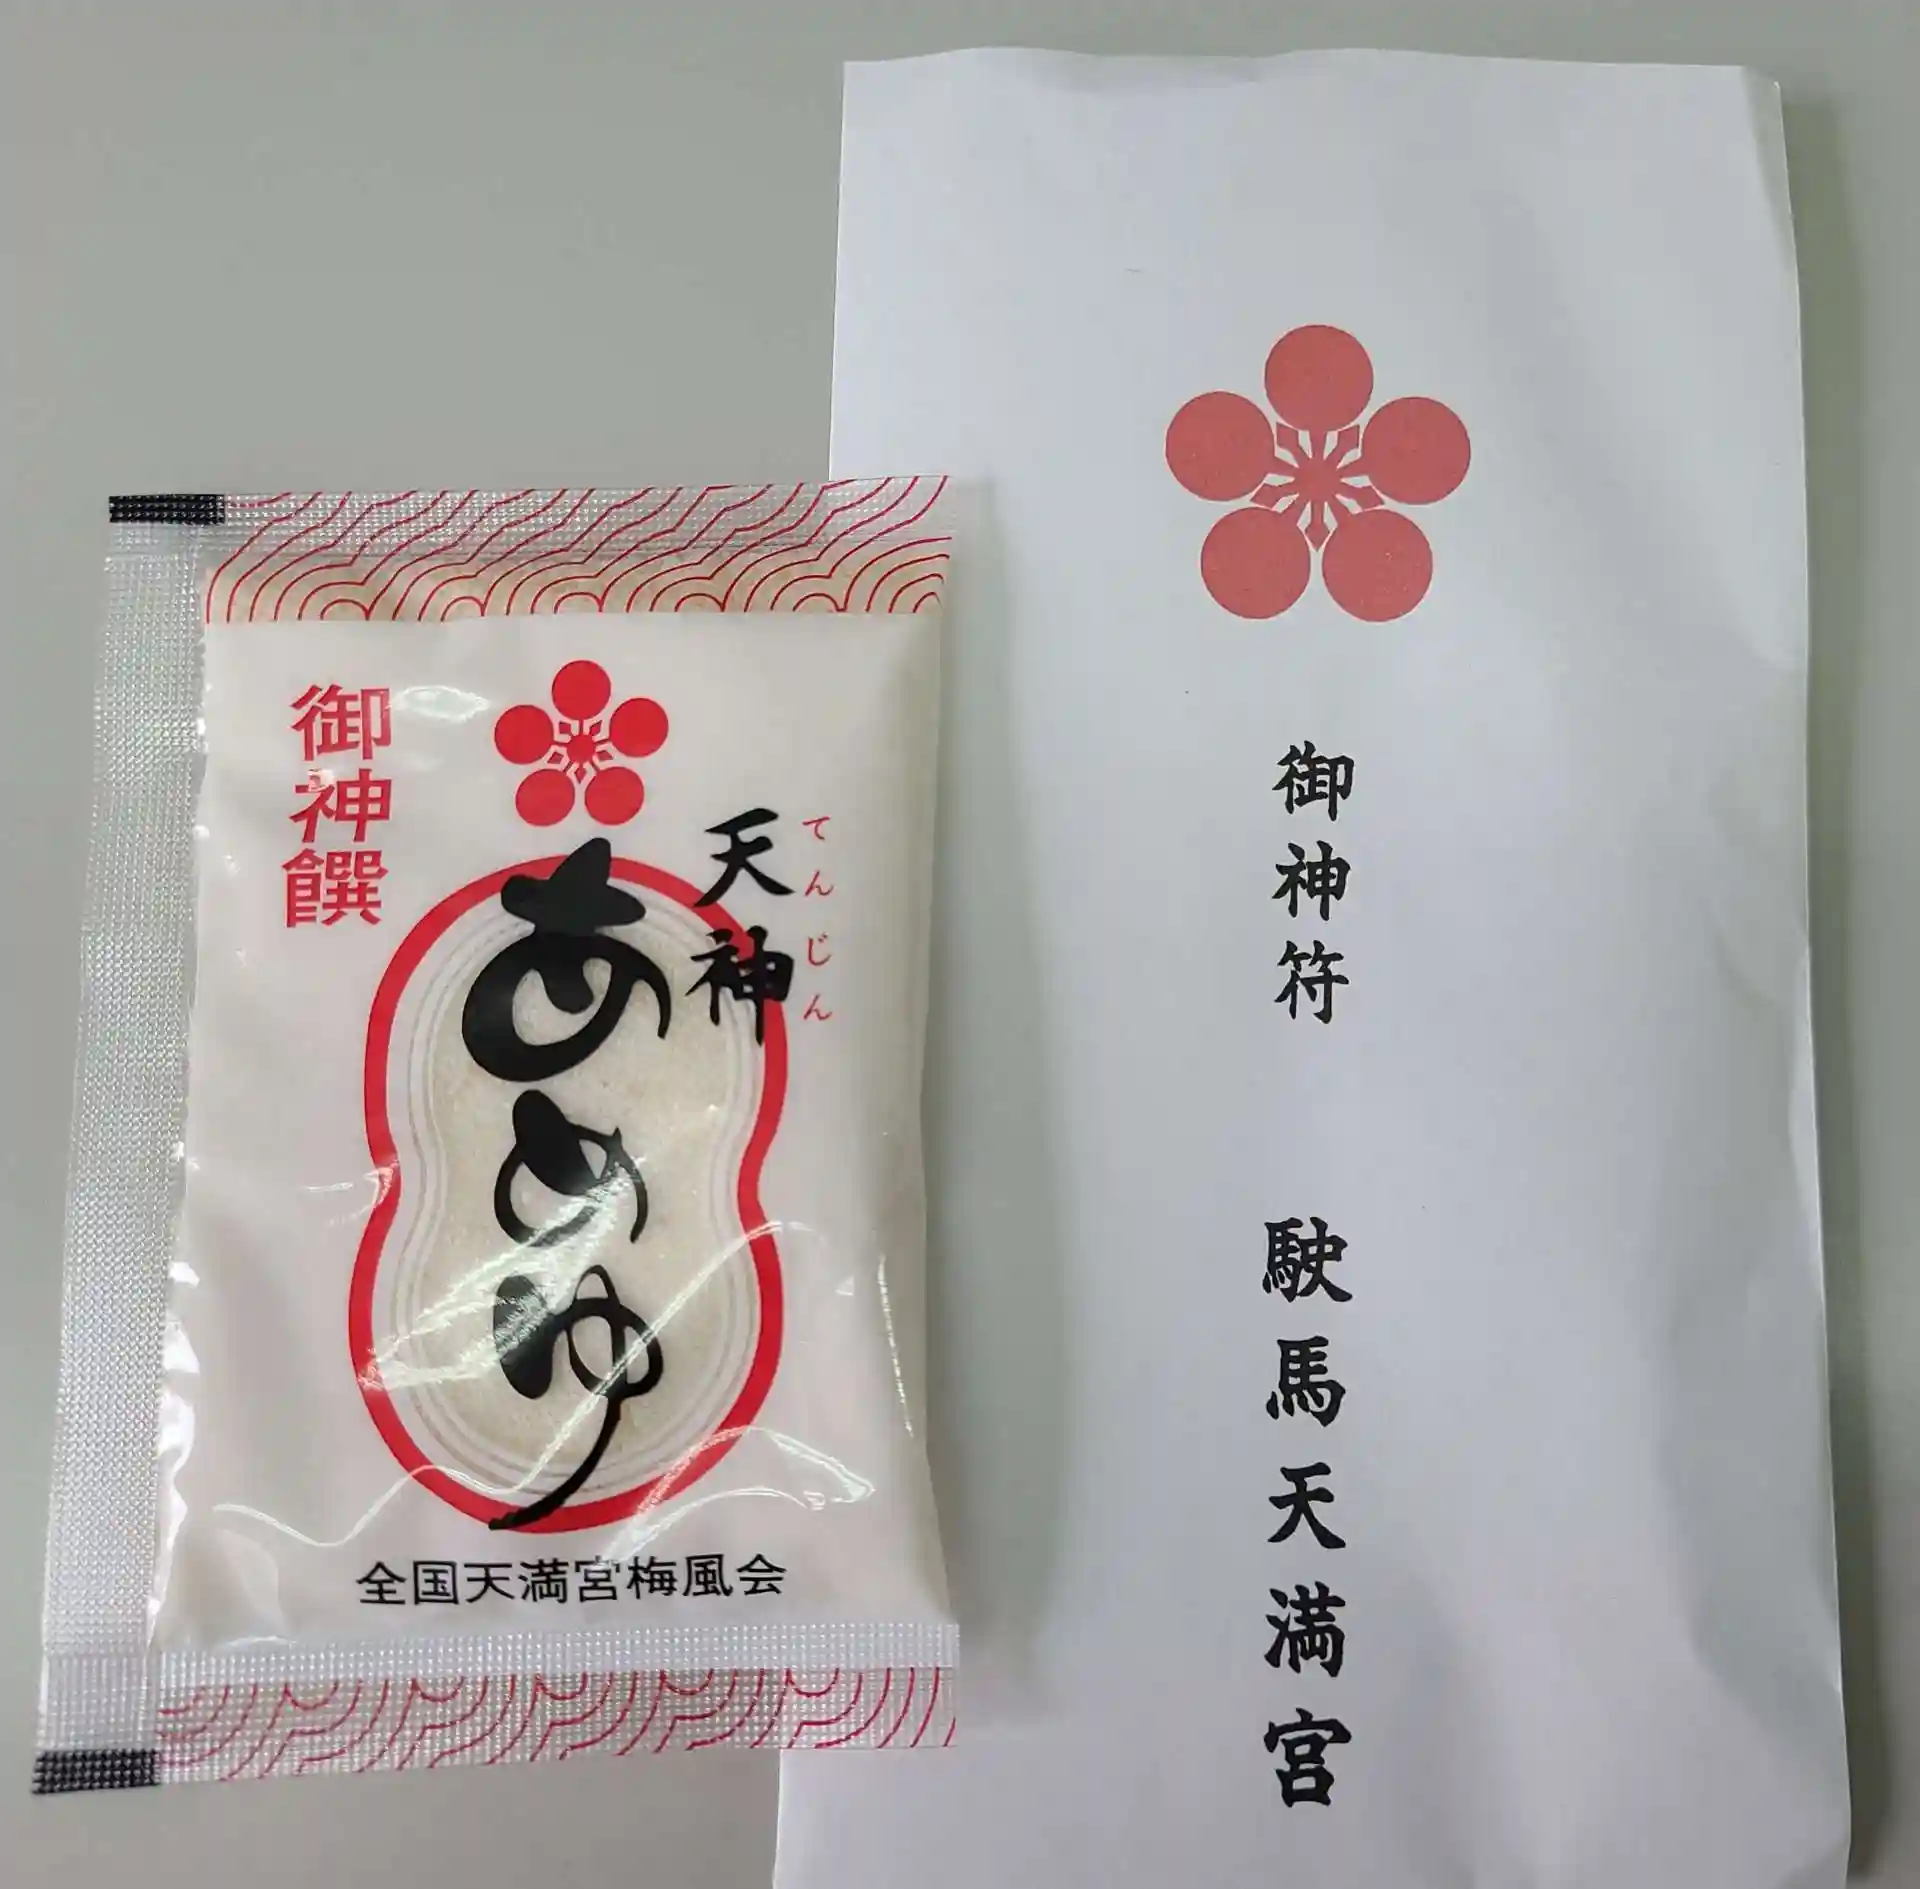 御神饌
天神
てんじん
あめゆ
全国天満宮梅風会
御神符
駛馬天満宮